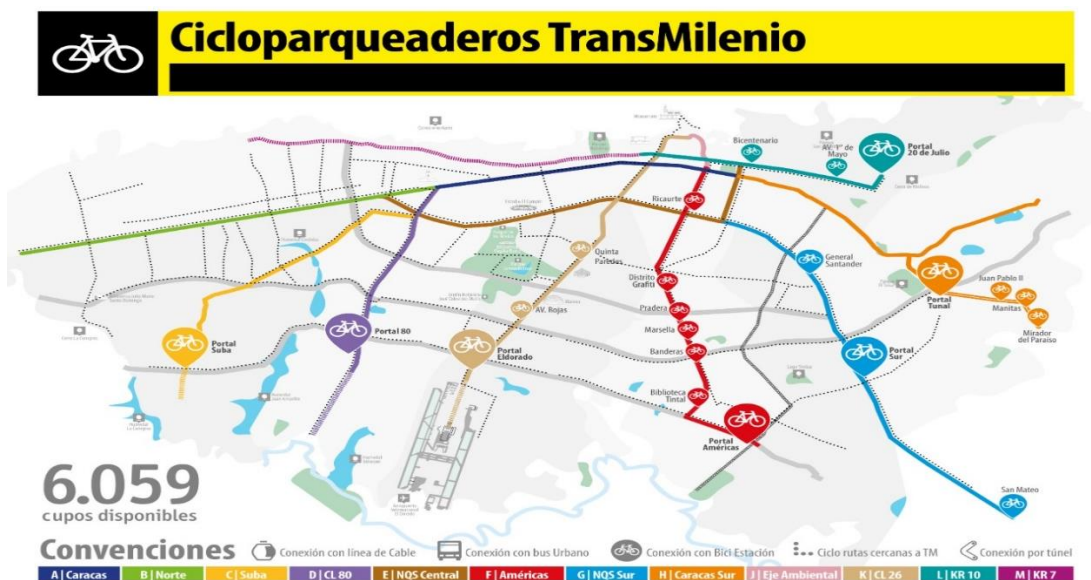 Cicloparqueaderos TransMilenio
Bicentenario
AV. 1° de
Mayo
Portal
20 de Julio
Ricaurte
Quinta
Paredes
General
Santander
Distrito
Grafiti
Juan Pablo II
Portal
Tunal
Manitas
AV. Rojas
Pradera
Mirador
del Paraíso
Marsella
Portal
Suba
Portal 80
Portal
Eldorado
Banderas
Portal
Sur
Biblioteca
Tintal
Portal
Américas
6.059
cupos disponibles
San Mateo
Convenciones
Conexión con línea de Cable
Conexión con bus Urbano
Conexión con Bici Estación
Ciclo rutas cercanas a TM
Conexión por túnel
A | Caracas
B | Norte
C | Suba
D | CL 80
E | NQS Central
F | Américas
G | NQS Sur
H | Caracas Sur
J | Eje Ambiental
K | CL 26
L | KR 10
M | KR 7